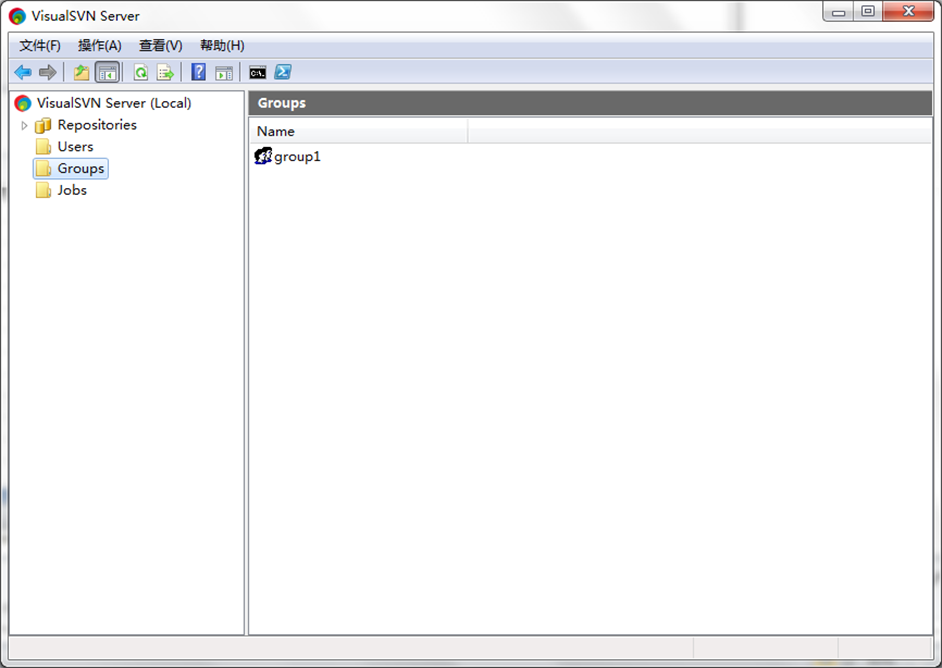 VisualSVN Server
文件(F) 操作(A) 查看(V) 帮助(H)
C:\.
VisualSVN Server (Local)
Repositories
Users
Groups
Jobs
Groups
Name
group1